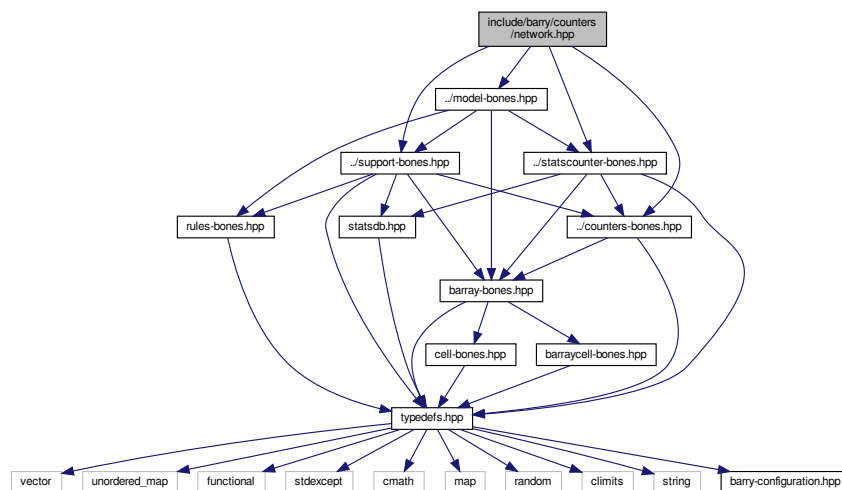 include/barry/counters
/network.hpp
../model-bones.hpp
../support-bones.hpp
../statscounter-bones.hpp
rules-bones.hpp
statsdb.hpp
../counters-bones.hpp
barray-bones.hpp
cell-bones.hpp
barraycell-bones.hpp
typedefs.hpp
vector
unordered_map
functional
stdexcept
cmath
map
random
climits
string
barry-configuration.hpp